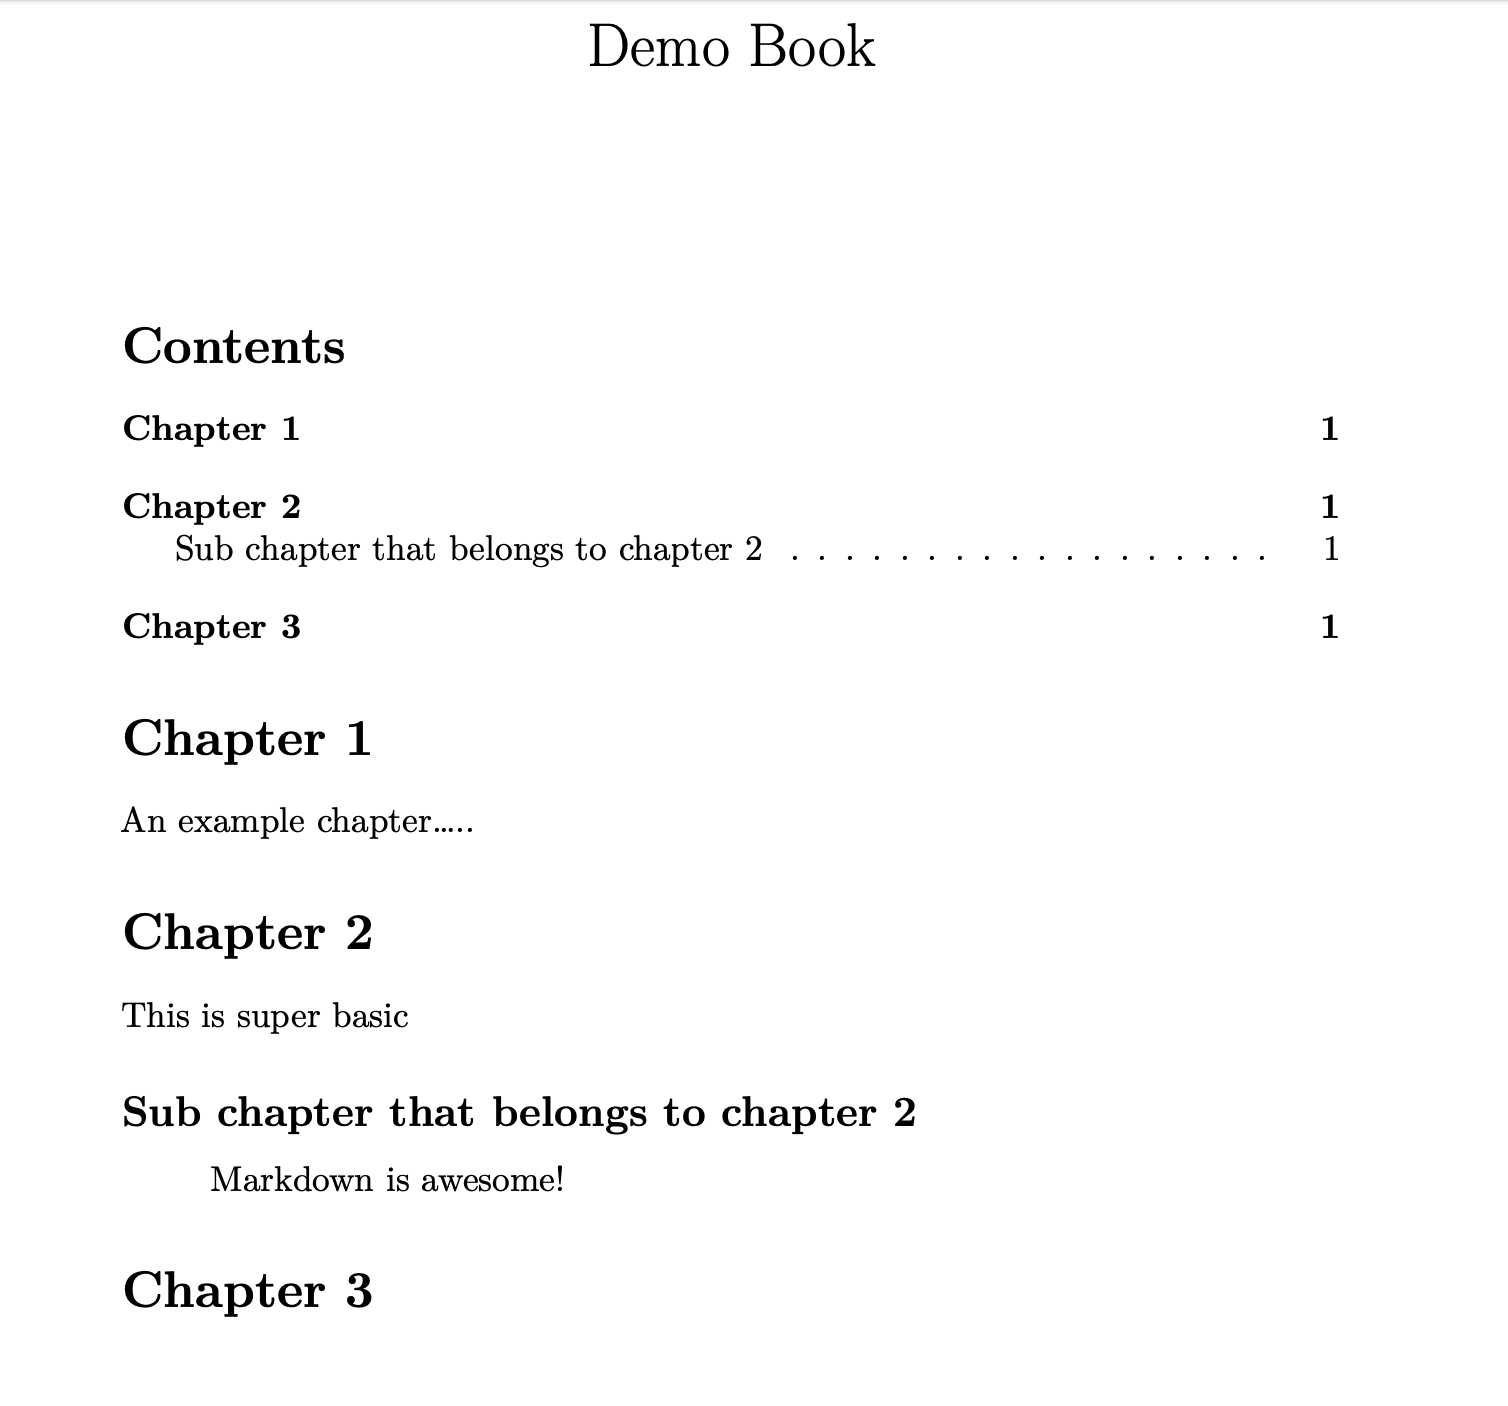 Demo Book
Contents
Chapter 1 1
Chapter 2 1
Sub chapter that belongs to chapter 2 . . . . . . . . . . . . . . . . . . 1
Chapter 3 1
Chapter 1
An example chapter…..
Chapter 2
This is super basic
Sub chapter that belongs to chapter 2
Markdown is awesome!
Chapter 3